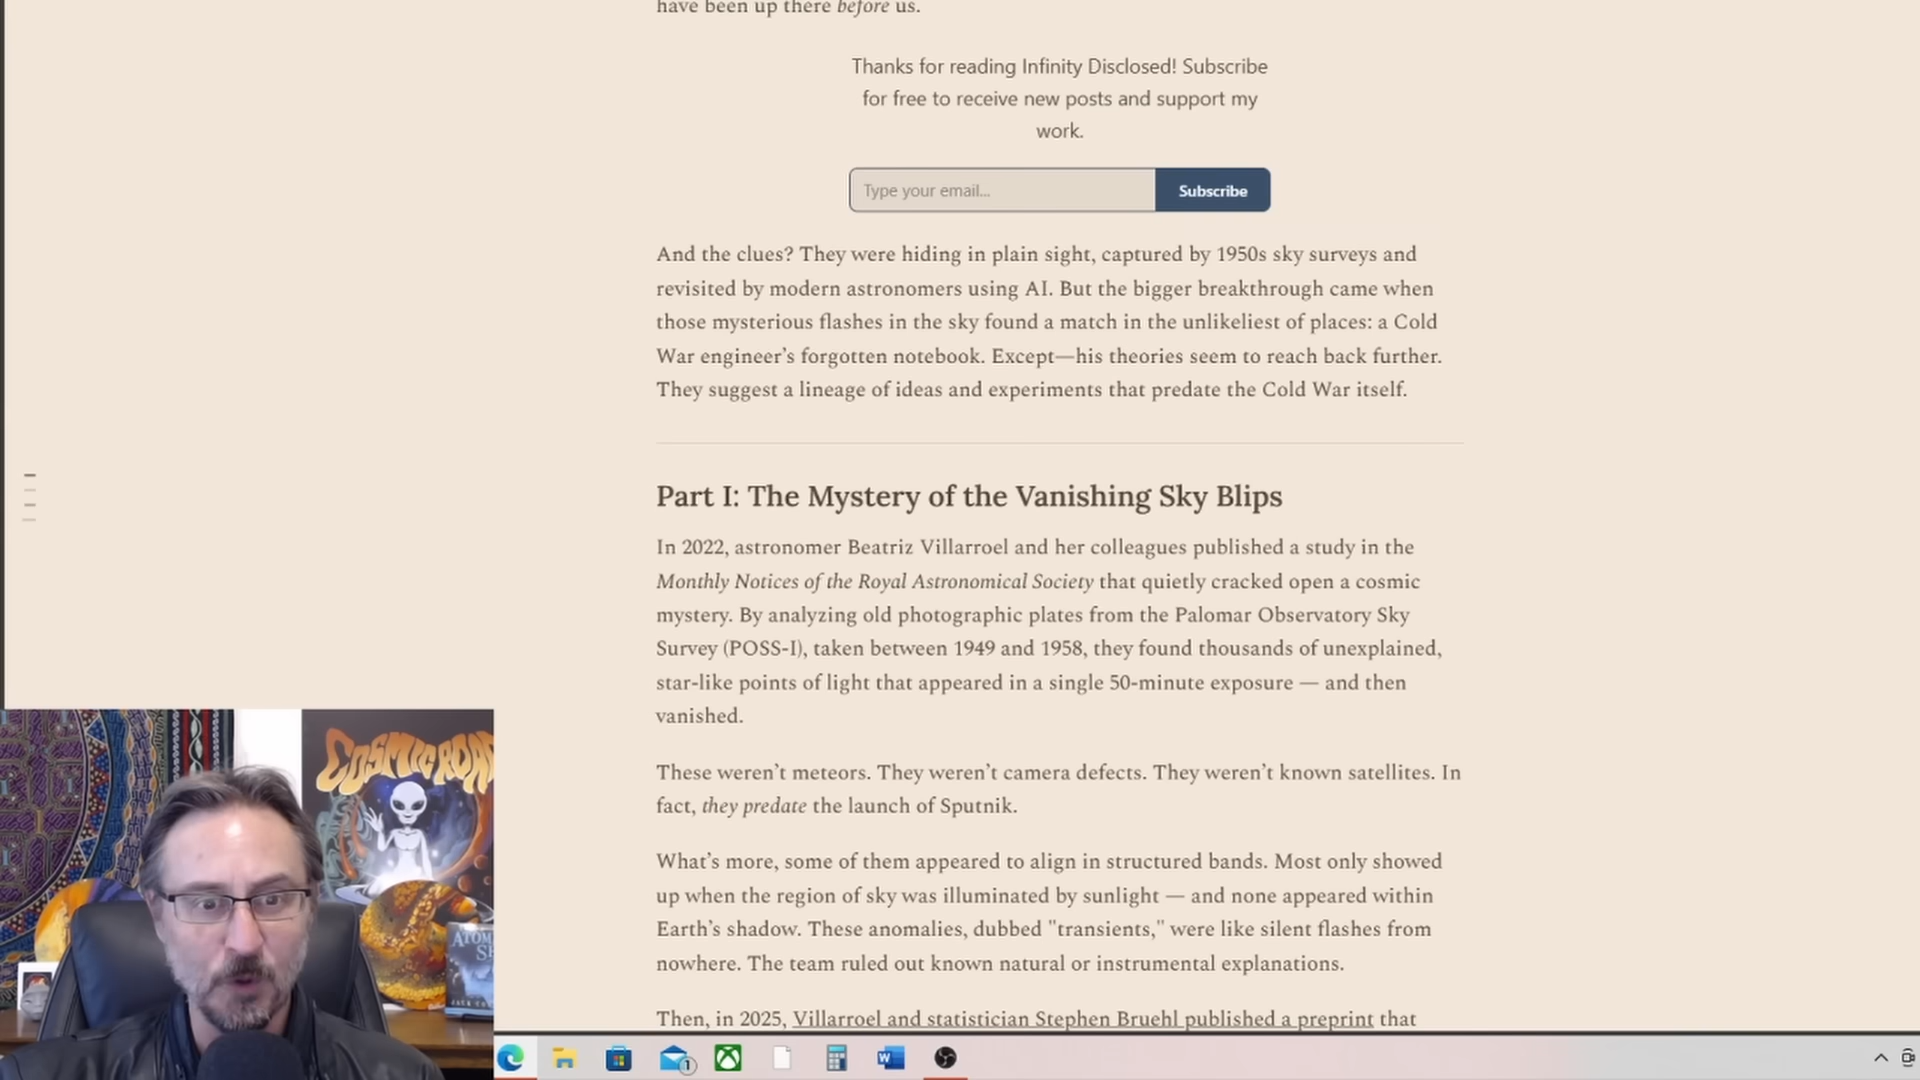 have been up there before us.
Thanks for reading Infinity Disclosed! Subscribe
for free to receive new posts and support my
work.
Type your email...
Subscribe
And the clues? They were hiding in plain sight, captured by 1950s sky surveys and
revisited by modern astronomers using AI. But the bigger breakthrough came when
those mysterious flashes in the sky found a match in the unlikeliest of places: a Cold
War engineer’s forgotten notebook. Except—his theories seem to reach back further.
They suggest a lineage of ideas and experiments that predate the Cold War itself.
Part I: The Mystery of the Vanishing Sky Blips
In 2022, astronomer Beatriz Villarroel and her colleagues published a study in the
Monthly Notices of the Royal Astronomical Society that quietly cracked open a cosmic
mystery. By analyzing old photographic plates from the Palomar Observatory Sky
Survey (POSS-I), taken between 1949 and 1958, they found thousands of unexplained,
star-like points of light that appeared in a single 50-minute exposure — and then
vanished.
These weren’t meteors. They weren’t camera defects. They weren’t known satellites. In
fact, they predate the launch of Sputnik.
What’s more, some of them appeared to align in structured bands. Most only showed
up when the region of sky was illuminated by sunlight — and none appeared within
Earth’s shadow. These anomalies, dubbed "transients," were like silent flashes from
nowhere. The team ruled out known natural or instrumental explanations.
Then, in 2025, Villarroel and statistician Stephen Bruehl published a preprint that
COSMIC ROA
ATOM
JACK
1
W